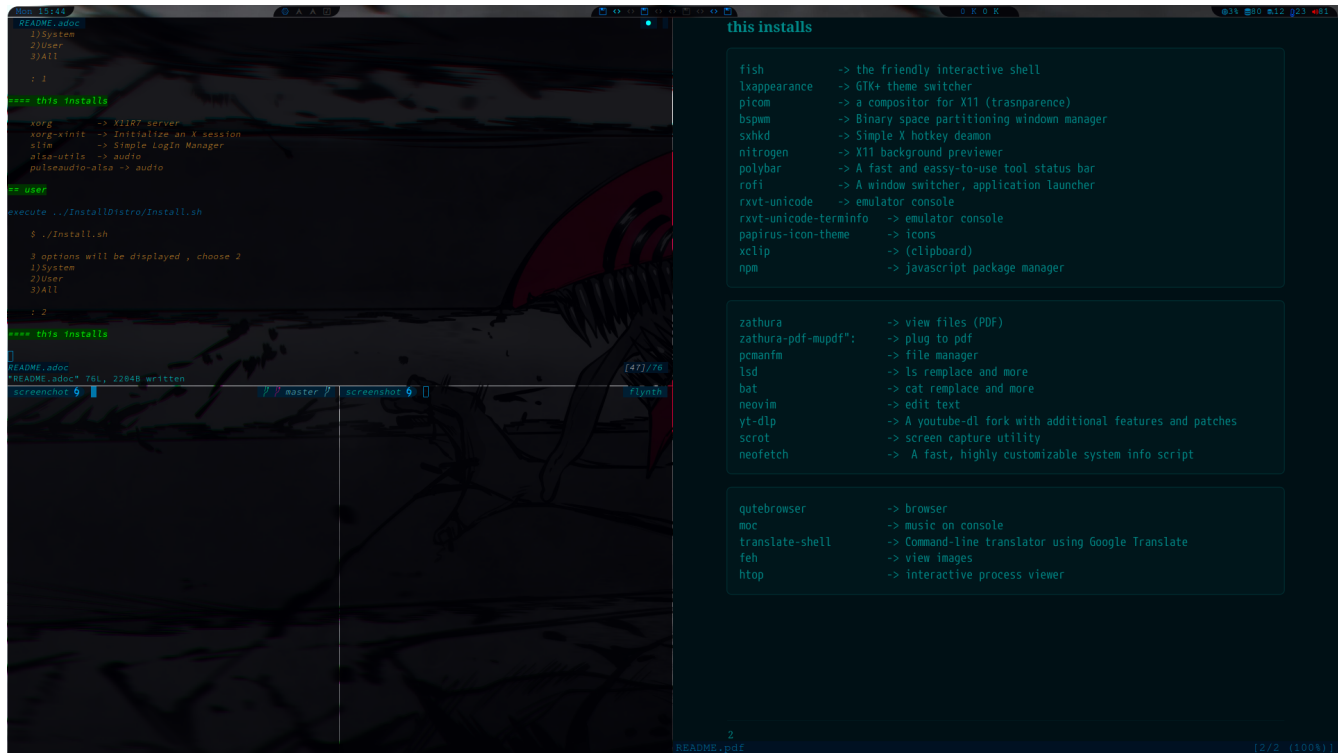 Mon 15:44
A A
0 K 0 K
3% 80 12 23 81
README.adoc
1)System
2)User
3)All
: 1
==== this installs
xorg -> X11R7 server
xorg-xinit -> Initialize an X session
slim -> Simple LogIn Manager
alsa-utils -> audio
pulseaudio-alsa -> audio
== user
execute ../InstallDistro/Install.sh
$ ./Install.sh
3 options will be displayed , choose 2
1)System
2)User
3)All
: 2
==== this installs
README.adoc [47]/76
"README.adoc" 76L, 2284B written
screenchot master
screenshot flynth
this installs
fish -> the friendly interactive shell
lxappearance -> GTK+ theme switcher
picom -> a compositor for X11 (trasnparence)
bspwm -> Binary space partitioning windown manager
sxhkd -> Simple X hotkey deamon
nitrogen -> X11 background previewer
polybar -> A fast and eassy-to-use tool status bar
rofi -> A window switcher, application launcher
rxvt-unicode -> emulator console
rxvt-unicode-terminfo -> emulator console
papirus-icon-theme -> icons
xclip -> (clipboard)
npm -> javascript package manager
zathura -> view files (PDF)
zathura-pdf-mupdf": -> plug to pdf
pcmanfm -> file manager
lsd -> ls remplace and more
bat -> cat remplace and more
neovim -> edit text
yt-dlp -> A youtube-dl fork with additional features and patches
scrot -> screen capture utility
neofetch -> A fast, highly customizable system info script
qutebrowser -> browser
moc -> music on console
translate-shell -> Command-line translator using Google Translate
feh -> view images
htop -> interactive process viewer
2
README.pdf [2/2 (100%)]